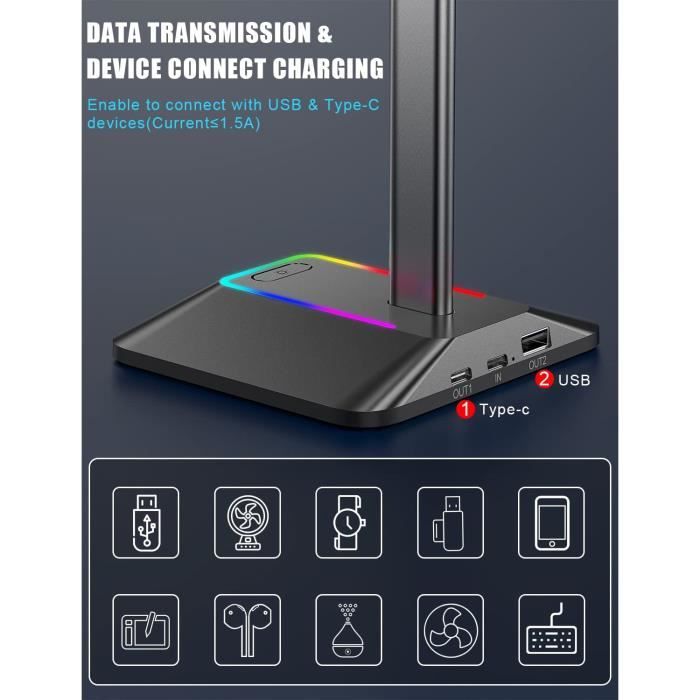 DATA TRANSMISSION &
DEVICE CONNECT CHARGING
Enable to connect with USB & Type-C
devices(Current≤1.5A)
OUT1
IN
OUT2
1 Type-c
2 USB